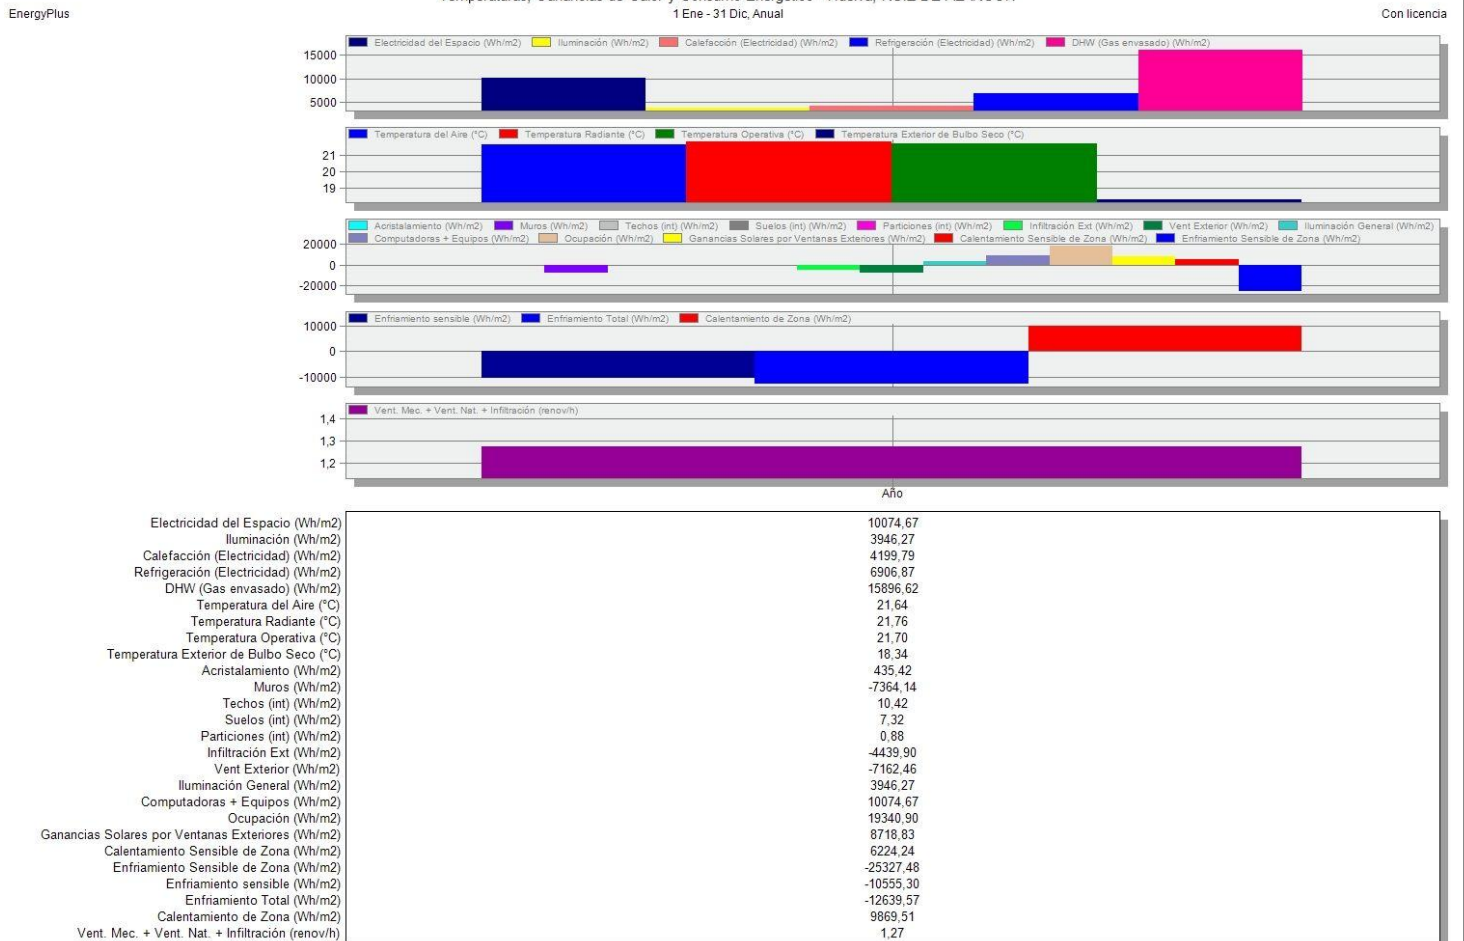 EnergyPlus
1 Ene - 31 Dic, Anual
Con licencia
Electricidad del Espacio (Wh/m2) Iluminación (Wh/m2) Calefacción (Electricidad) (Wh/m2) Refrigeración (Electricidad) (Wh/m2) DHW (Gas envasado) (Wh/m2)
15000
10000
5000
Temperatura del Aire (°C) Temperatura Radiante (°C) Temperatura Operativa (°C) Temperatura Exterior de Bulbo Seco (°C)
21
20
19
Acristalamiento (Wh/m2) Muros (Wh/m2) Techos (int) (Wh/m2) Suelos (int) (Wh/m2) Particiones (int) (Wh/m2) Infiltración Ext (Wh/m2) Vent Exterior (Wh/m2) Iluminación General (Wh/m2)
Computadoras + Equipos (Wh/m2) Ocupación (Wh/m2) Ganancias Solares por Ventanas Exteriores (Wh/m2) Calentamiento Sensible de Zona (Wh/m2) Enfriamiento Sensible de Zona (Wh/m2)
20000
0
-20000
Enfriamiento sensible (Wh/m2) Enfriamiento Total (Wh/m2) Calentamiento de Zona (Wh/m2)
10000
0
-10000
Vent. Mec. + Vent. Nat. + Infiltración (renov/h)
1,4
1,3
1,2
Año
Electricidad del Espacio (Wh/m2) 10074,67
Iluminación (Wh/m2) 3946,27
Calefacción (Electricidad) (Wh/m2) 4199,79
Refrigeración (Electricidad) (Wh/m2) 6906,87
DHW (Gas envasado) (Wh/m2) 15896,62
Temperatura del Aire (°C) 21,64
Temperatura Radiante (°C) 21,76
Temperatura Operativa (°C) 21,70
Temperatura Exterior de Bulbo Seco (°C) 18,34
Acristalamiento (Wh/m2) 435,42
Muros (Wh/m2) -7364,14
Techos (int) (Wh/m2) 10,42
Suelos (int) (Wh/m2) 7,32
Particiones (int) (Wh/m2) 0,88
Infiltración Ext (Wh/m2) -4439,90
Vent Exterior (Wh/m2) -7162,46
Iluminación General (Wh/m2) 3946,27
Computadoras + Equipos (Wh/m2) 10074,67
Ocupación (Wh/m2) 19340,90
Ganancias Solares por Ventanas Exteriores (Wh/m2) 8718,83
Calentamiento Sensible de Zona (Wh/m2) 6224,24
Enfriamiento Sensible de Zona (Wh/m2) -25327,48
Enfriamiento sensible (Wh/m2) -10555,30
Enfriamiento Total (Wh/m2) -12639,57
Calentamiento de Zona (Wh/m2) 9869,51
Vent. Mec. + Vent. Nat. + Infiltración (renov/h) 1,27